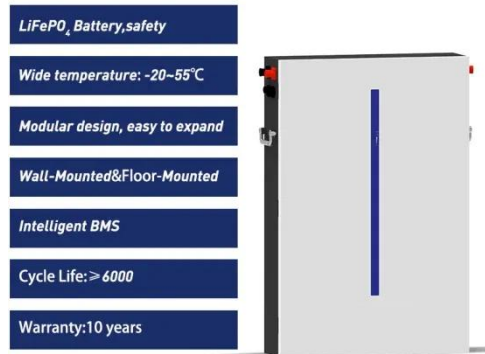 LiFePO₄ Battery,safety
Wide temperature: -20~55℃
Modular design, easy to expand
Wall-Mounted&Floor-Mounted
Intelligent BMS
Cycle Life:≥6000
Warranty:10 years